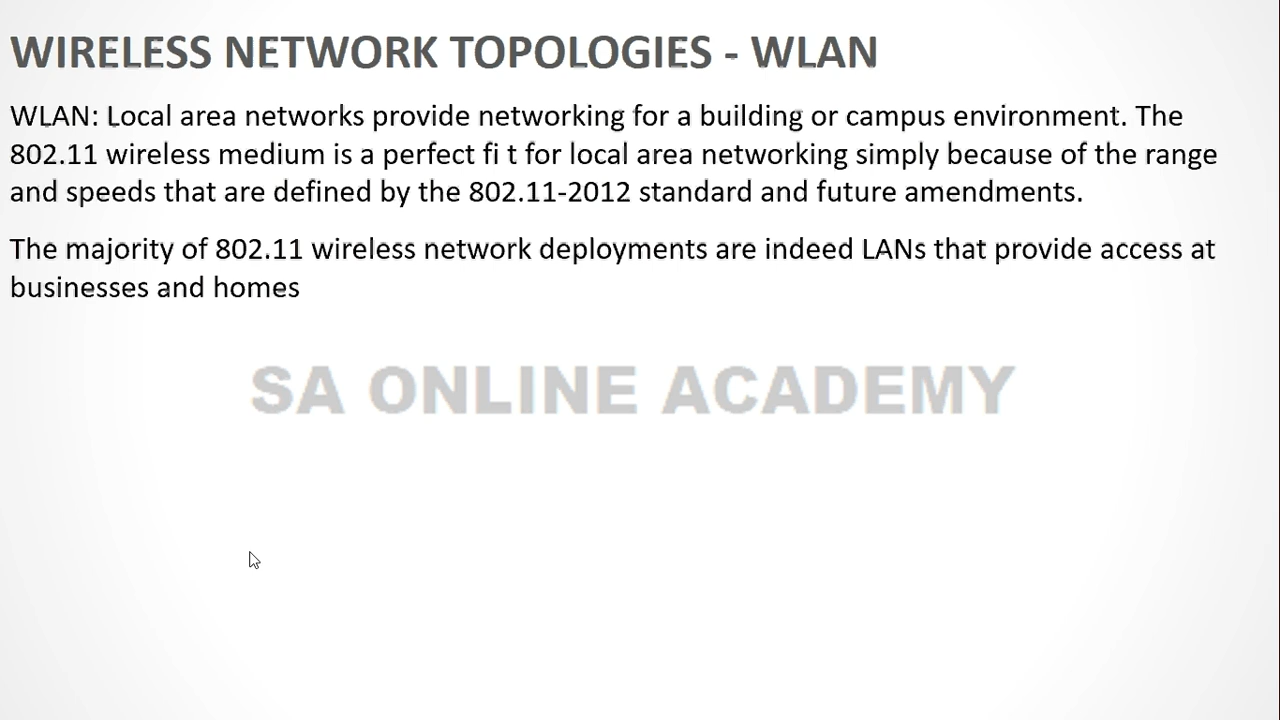 WIRELESS NETWORK TOPOLOGIES - WLAN
WLAN: Local area networks provide networking for a building or campus environment. The
802.11 wireless medium is a perfect fi t for local area networking simply because of the range
and speeds that are defined by the 802.11-2012 standard and future amendments.
The majority of 802.11 wireless network deployments are indeed LANs that provide access at
businesses and homes
SA ONLINE ACADEMY